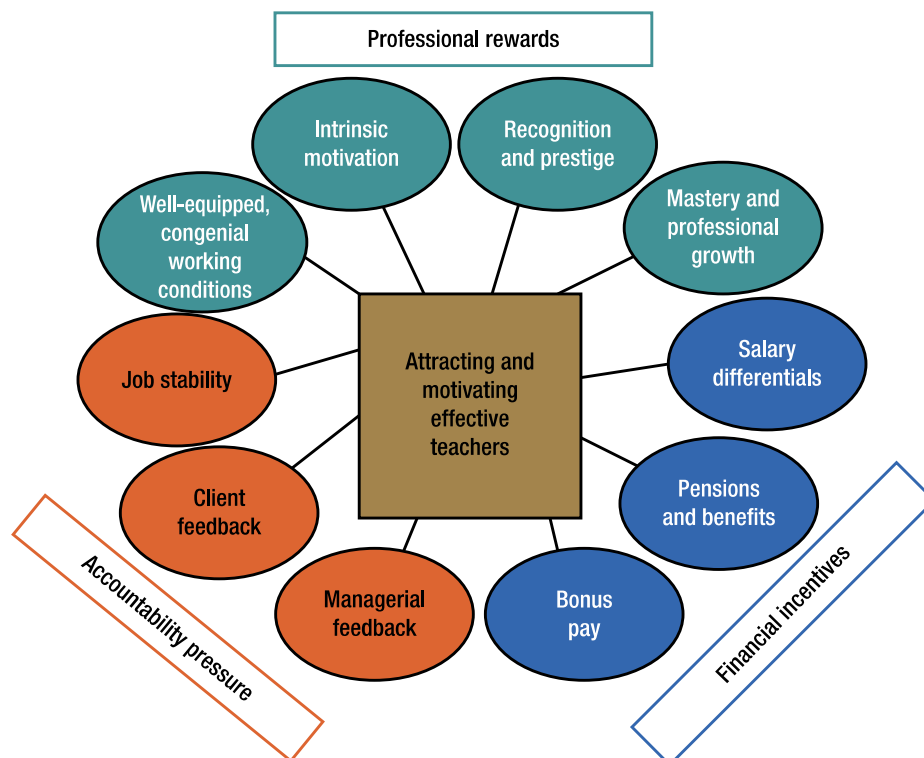 Professional rewards
Intrinsic
motivation
Recognition
and prestige
Well-equipped,
congenial
working
conditions
Mastery and
professional
growth
Job stability
Attracting and
motivating
effective
teachers
Salary
differentials
Client
feedback
Pensions
and benefits
Managerial
feedback
Bonus
pay
Accountability pressure
Financial incentives